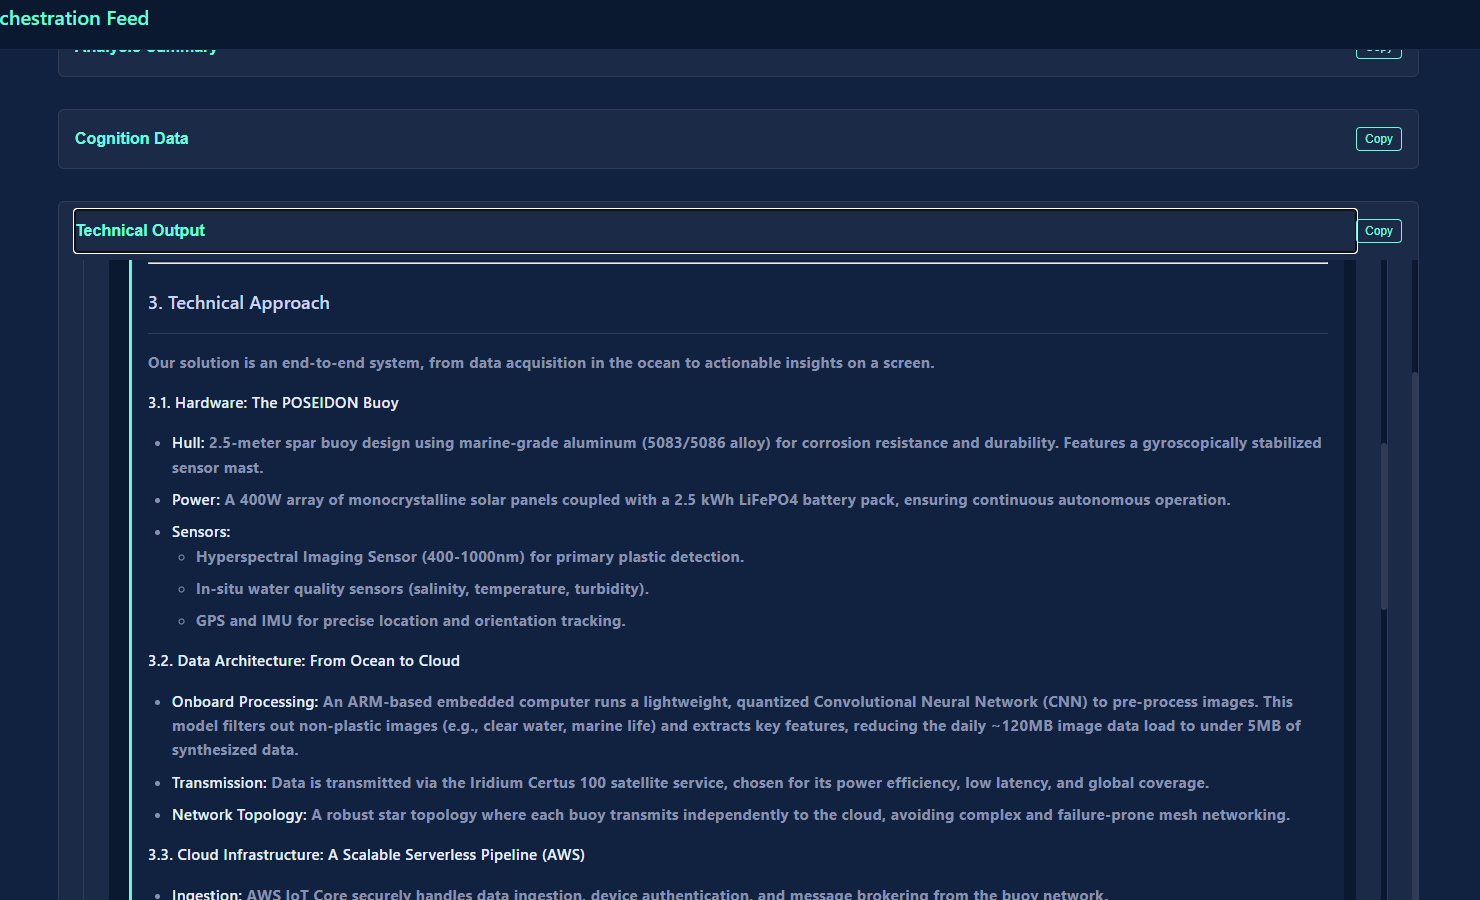 chestration Feed
Analysis Summary
Copy
Cognition Data
Copy
Technical Output
Copy
3. Technical Approach
Our solution is an end-to-end system, from data acquisition in the ocean to actionable insights on a screen.
3.1. Hardware: The POSEIDON Buoy
• Hull: 2.5-meter spar buoy design using marine-grade aluminum (5083/5086 alloy) for corrosion resistance and durability. Features a gyroscopically stabilized
sensor mast.
• Power: A 400W array of monocrystalline solar panels coupled with a 2.5 kWh LiFePO4 battery pack, ensuring continuous autonomous operation.
• Sensors:
◦ Hyperspectral Imaging Sensor (400-1000nm) for primary plastic detection.
◦ In-situ water quality sensors (salinity, temperature, turbidity).
◦ GPS and IMU for precise location and orientation tracking.
3.2. Data Architecture: From Ocean to Cloud
• Onboard Processing: An ARM-based embedded computer runs a lightweight, quantized Convolutional Neural Network (CNN) to pre-process images. This
model filters out non-plastic images (e.g., clear water, marine life) and extracts key features, reducing the daily ~120MB image data load to under 5MB of
synthesized data.
• Transmission: Data is transmitted via the Iridium Certus 100 satellite service, chosen for its power efficiency, low latency, and global coverage.
• Network Topology: A robust star topology where each buoy transmits independently to the cloud, avoiding complex and failure-prone mesh networking.
3.3. Cloud Infrastructure: A Scalable Serverless Pipeline (AWS)
• Ingestion: AWS IoT Core securely handles data ingestion, device authentication, and message brokering from the buoy network.